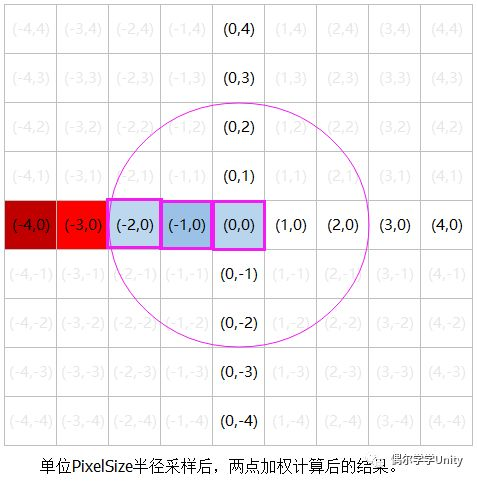 (-4,4) (-3,4) (-2,4) (-1,4) (0,4) (1,4) (2,4) (3,4) (4,4)
(-4,3) (-3,3) (-2,3) (-1,3) (0,3) (1,3) (2,3) (3,3) (4,3)
(-4,2) (-3,2) (-2,2) (-1,2) (0,2) (1,2) (2,2) (3,2) (4,2)
(-4,1) (-3,1) (-2,1) (-1,1) (0,1) (1,1) (2,1) (3,1) (4,1)
(-4,0) (-3,0) (-2,0) (-1,0) (0,0) (1,0) (2,0) (3,0) (4,0)
(-4,-1) (-3,-1) (-2,-1) (-1,-1) (0,-1) (1,-1) (2,-1) (3,-1) (4,-1)
(-4,-2) (-3,-2) (-2,-2) (-1,-2) (0,-2) (1,-2) (2,-2) (3,-2) (4,-2)
(-4,-3) (-3,-3) (-2,-3) (-1,-3) (0,-3) (1,-3) (2,-3) (3,-3) (4,-3)
(-4,-4) (-3,-4) (-2,-4) (-1,-4) (0,-4) (1,-4) (2,-4) (3,-4) (4,-4)
单位PixelSize半径采样后，两点加权计算后的结果。
偶尔学学Unity